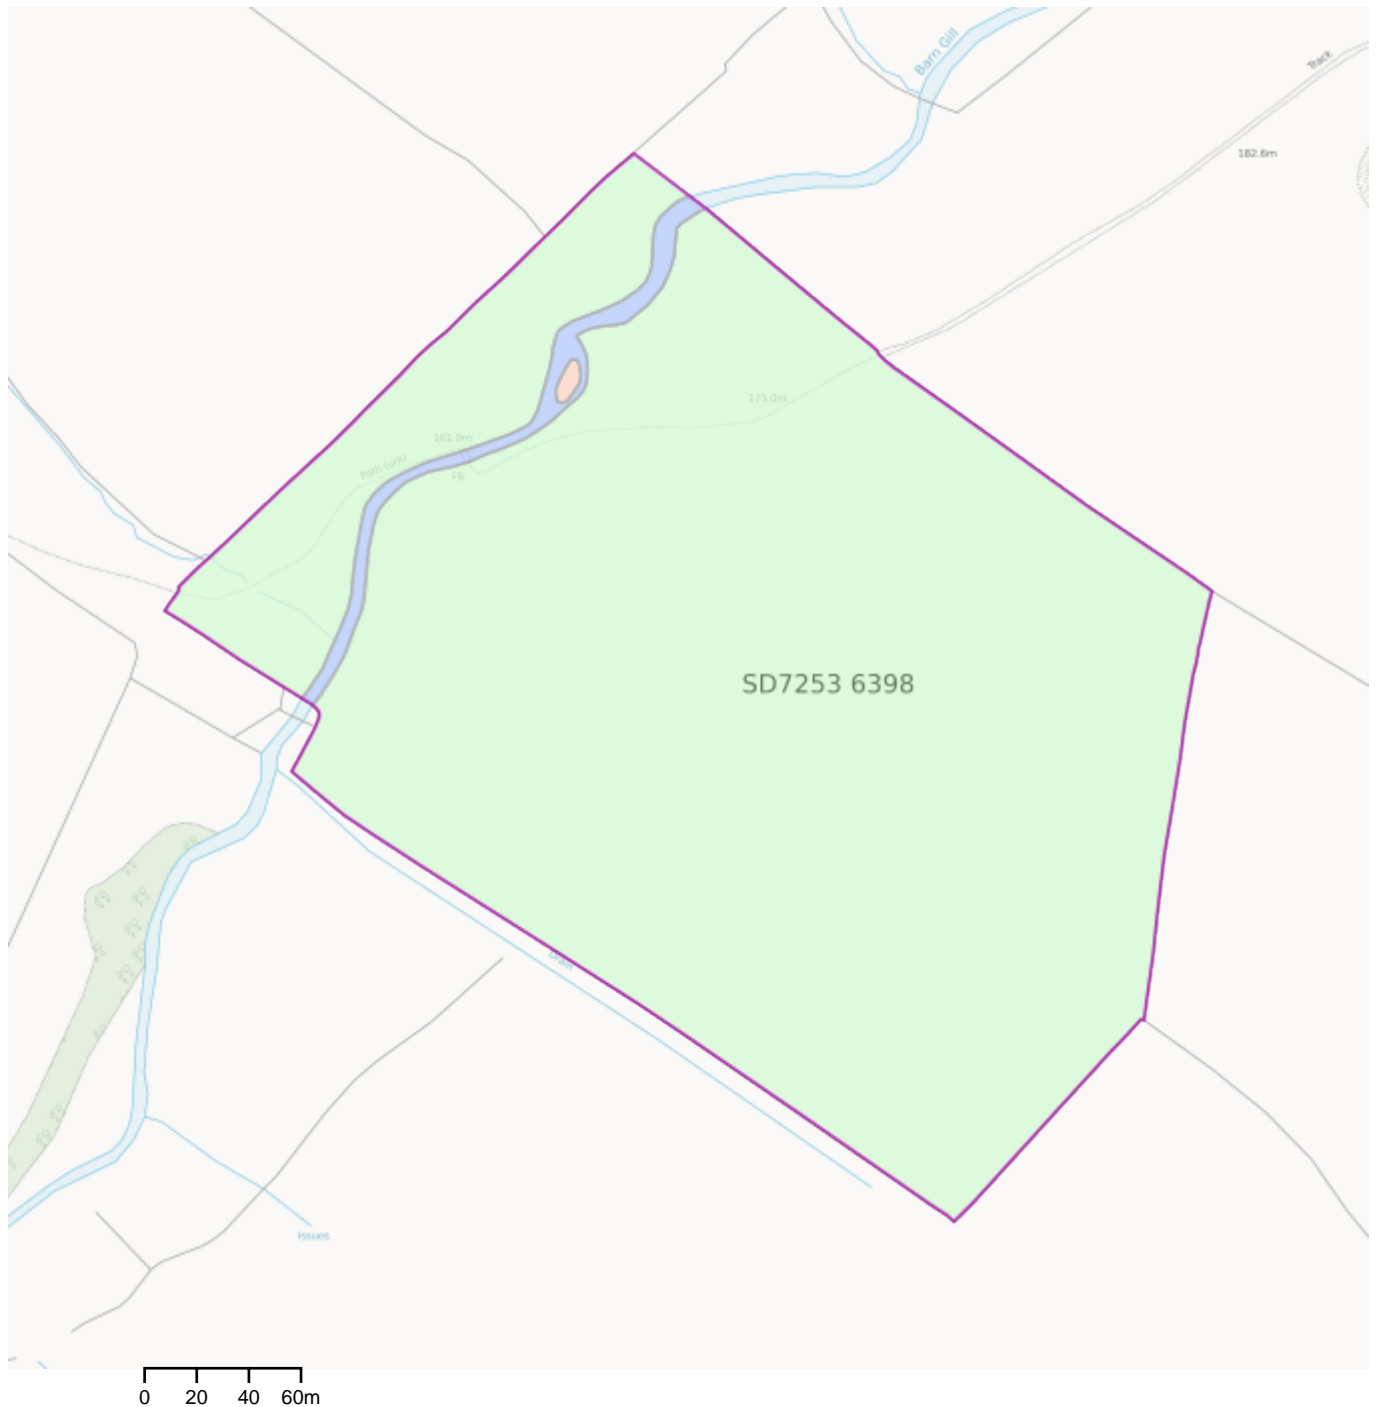 Barn Gill
Track
182.6m
175.0m
161.8m
Path (um)
FB
SD7253 6398
Drain
Issues
0 20 40 60m